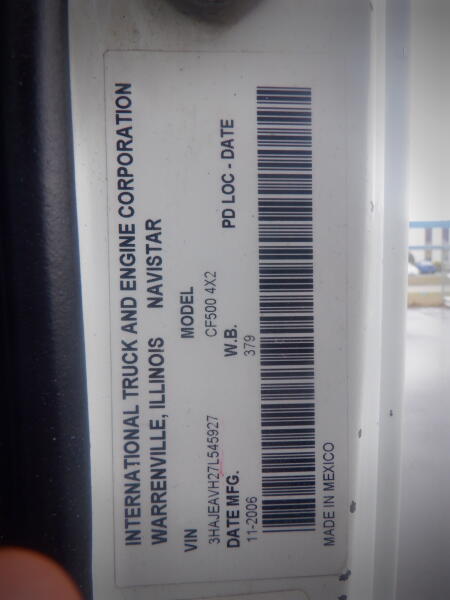 INTERNATIONAL TRUCK AND ENGINE CORPORATION
WARRENVILLE, ILLINOIS NAVISTAR
VIN MODEL
3HAJEAVH27L545927 CF500 4X2
DATE MFG. W.B. PD LOC - DATE
11-2006 379
MADE IN MEXICO